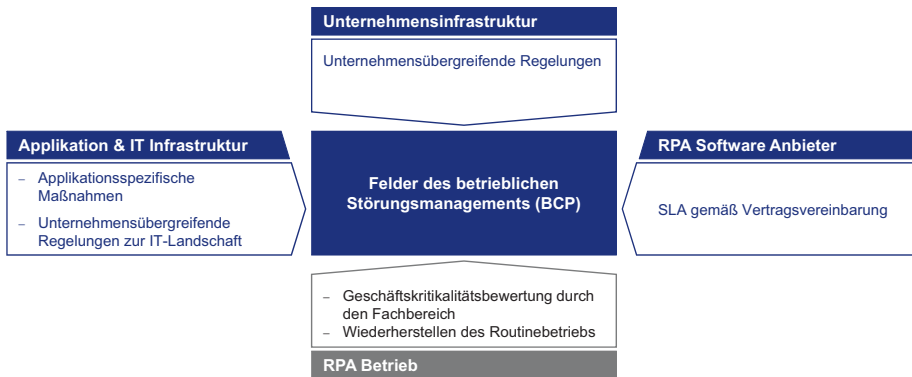 Unternehmensinfrastruktur
Unternehmensübergreifende Regelungen
Applikation & IT Infrastruktur
– Applikationsspezifische
Maßnahmen
– Unternehmensübergreifende
Regelungen zur IT-Landschaft
Felder des betrieblichen
Störungsmanagements (BCP)
RPA Software Anbieter
SLA gemäß Vertragsvereinbarung
– Geschäftskritikalitätsbewertung durch
den Fachbereich
– Wiederherstellen des Routinebetriebs
RPA Betrieb